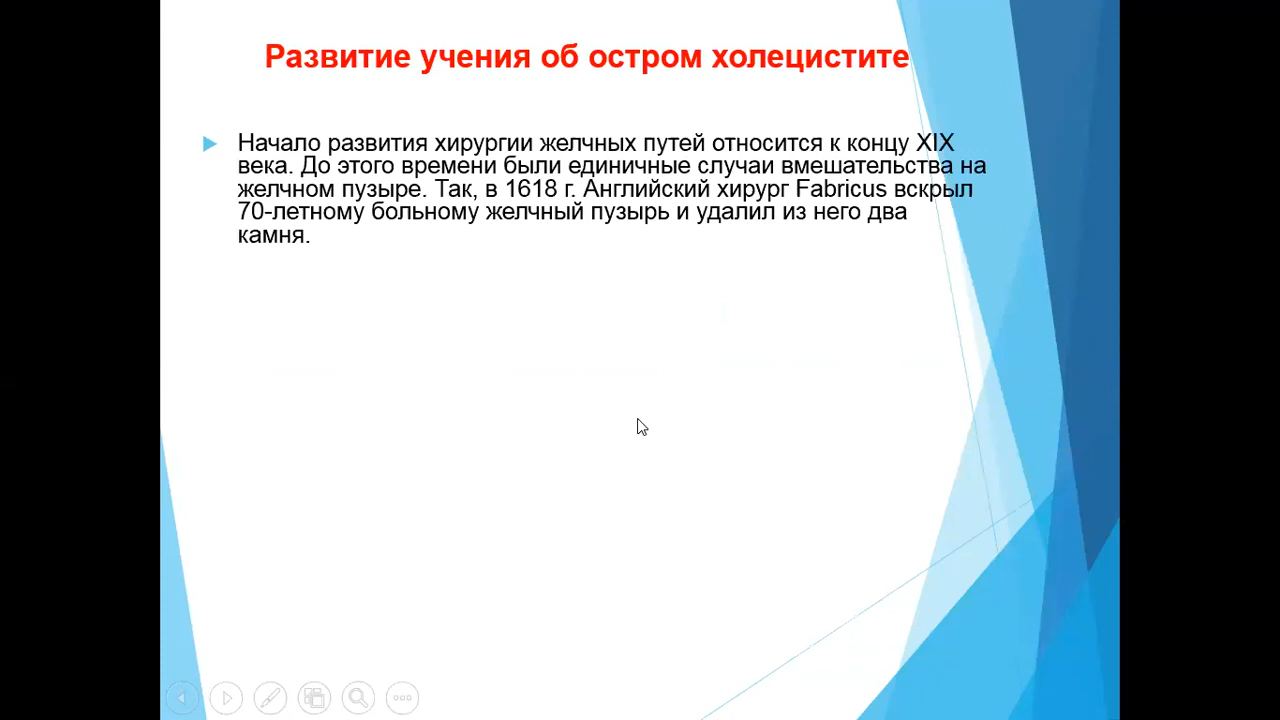 Развитие учения об остром холецистите
Начало развития хирургии желчных путей относится к концу XIX
века. До этого времени были единичные случаи вмешательства на
желчном пузыре. Так, в 1618 г. Английский хирург Fabricus вскрыл
70-летному больному желчный пузырь и удалил из него два
камня.